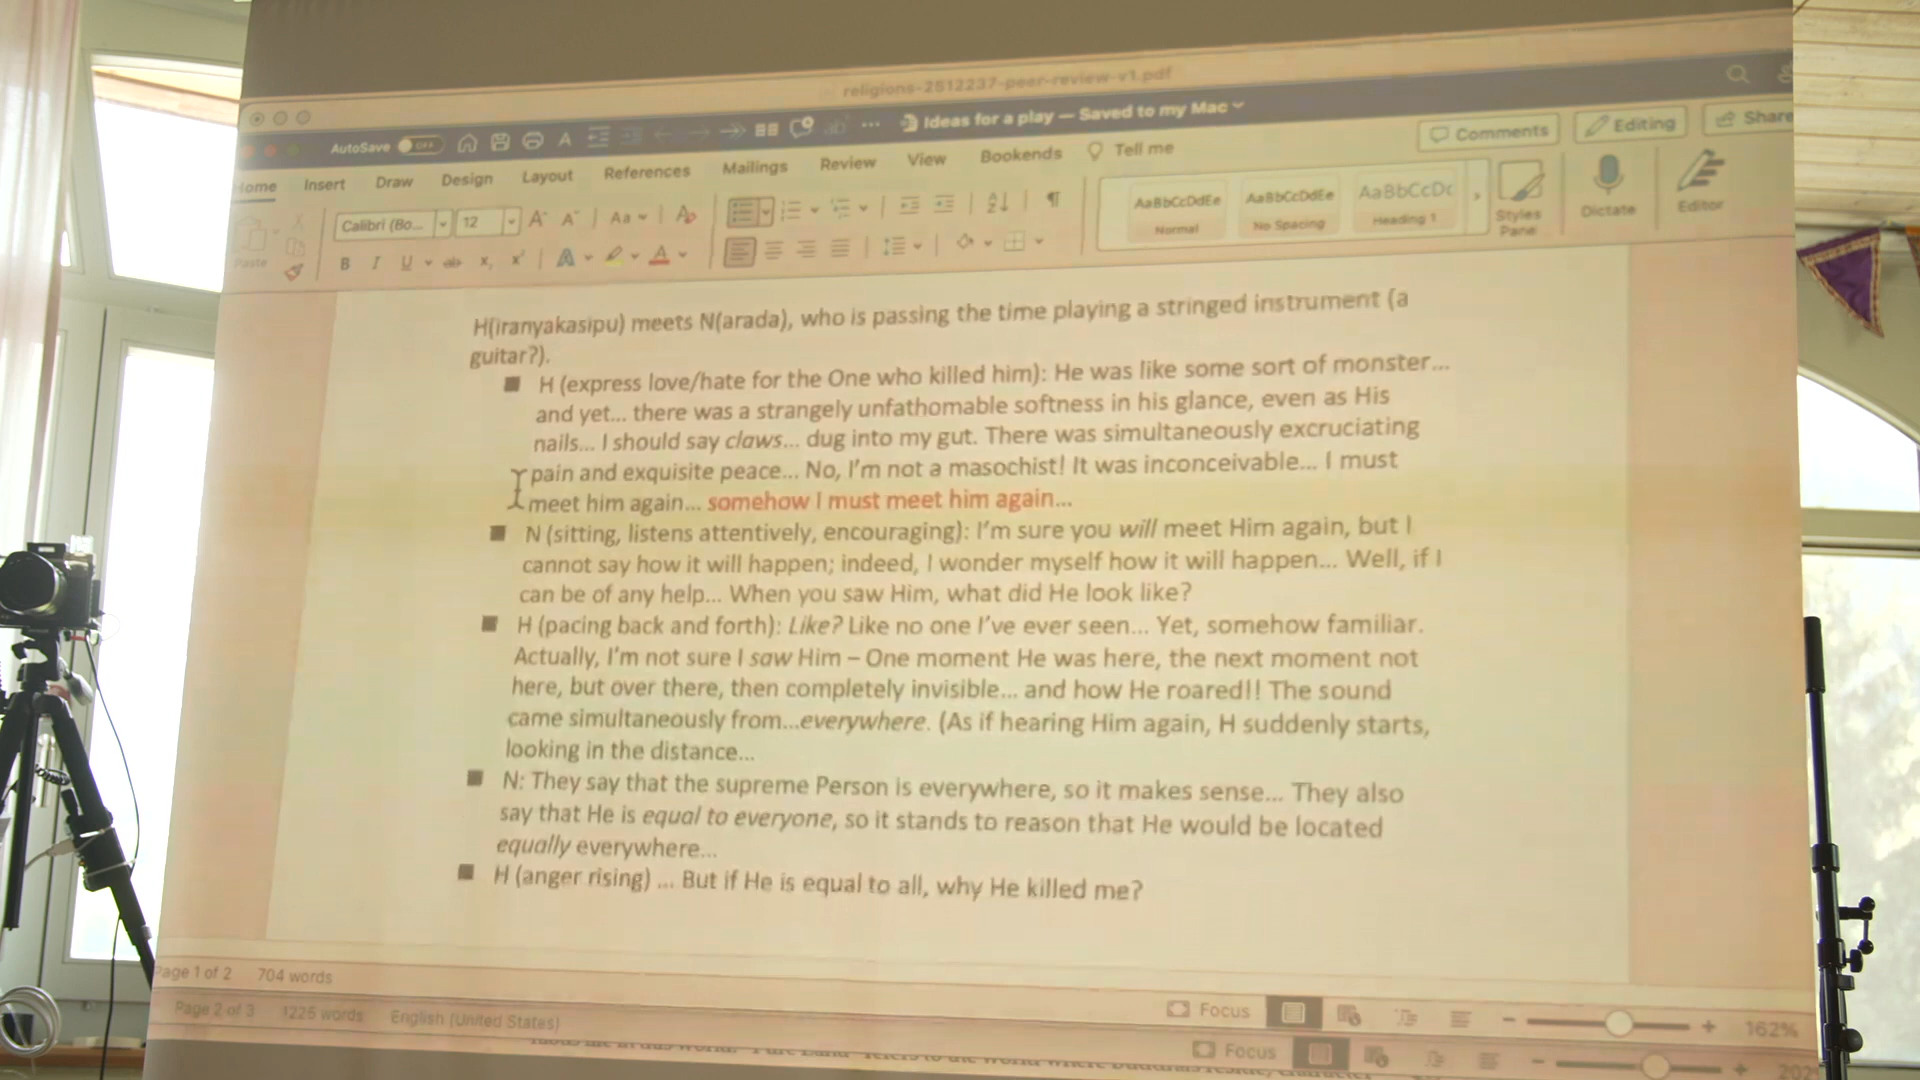 religions-2512237-peer-review-v1.pdf
AutoSave OFF
Ideas for a play — Saved to my Mac
Home Insert Draw Design Layout References Mailings Review View Bookends Tell me
Comments Editing Share
Paste
Calibri (Bo... 12
AaBbCcDdEe AaBbCcDdEe AaBbCcDc
Normal No Spacing Heading 1
Styles Pane Dictate Editor
H(iranyakasipu) meets N(arada), who is passing the time playing a stringed instrument (a
guitar?).
H (express love/hate for the One who killed him): He was like some sort of monster...
and yet... there was a strangely unfathomable softness in his glance, even as His
nails... I should say claws... dug into my gut. There was simultaneously excruciating
pain and exquisite peace... No, I'm not a masochist! It was inconceivable... I must
meet him again... somehow I must meet him again...
N (sitting, listens attentively, encouraging): I'm sure you will meet Him again, but I
cannot say how it will happen; indeed, I wonder myself how it will happen... Well, if I
can be of any help... When you saw Him, what did He look like?
H (pacing back and forth): Like? Like no one I've ever seen... Yet, somehow familiar.
Actually, I'm not sure I saw Him – One moment He was here, the next moment not
here, but over there, then completely invisible... and how He roared!! The sound
came simultaneously from...everywhere. (As if hearing Him again, H suddenly starts,
looking in the distance...
N: They say that the supreme Person is everywhere, so it makes sense... They also
say that He is equal to everyone, so it stands to reason that He would be located
equally everywhere...
H (anger rising) ... But if He is equal to all, why He killed me?
Page 1 of 2 704 words
Focus 162%
Page 2 of 3 1225 words English (United States)
Focus